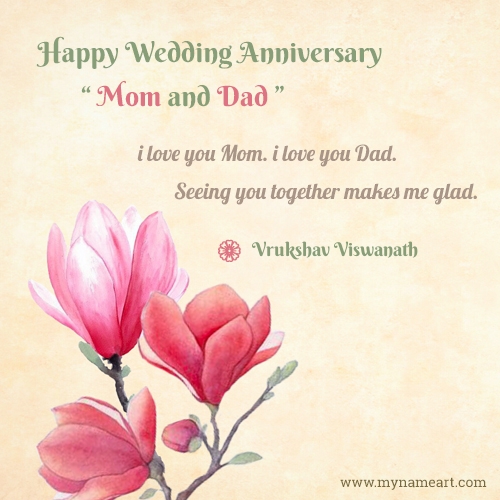 Happy Wedding Anniversary
“ Mom and Dad ”
i love you Mom. i love you Dad.
Seeing you together makes me glad.
Vrukshav Viswanath
www.mynameart.com